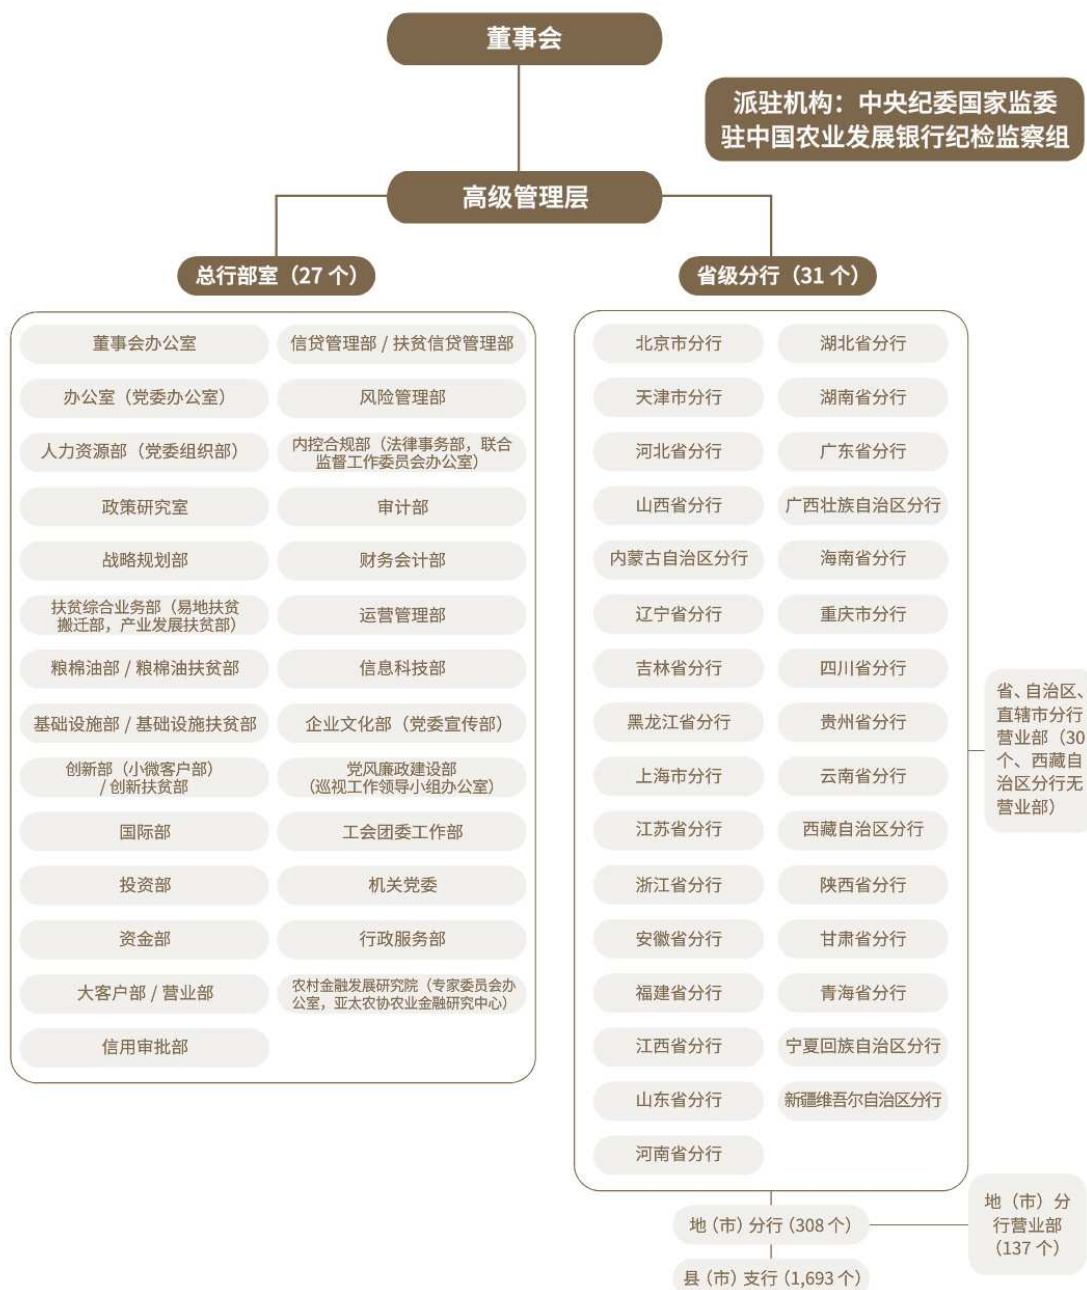 董事会
派驻机构：中央纪委国家监委
驻中国农业发展银行纪检监察组
高级管理层
总行部室（27 个）
董事会办公室
办公室（党委办公室）
人力资源部（党委组织部）
政策研究室
战略规划部
扶贫综合业务部（易地扶贫
搬迁部，产业发展扶贫部）
粮棉油部 / 粮棉油扶贫部
基础设施部 / 基础设施扶贫部
创新部（小微客户部）
/ 创新扶贫部
国际部
投资部
资金部
大客户部 / 营业部
信用审批部
信贷管理部 / 扶贫信贷管理部
风险管理部
内控合规部（法律事务部，联合
监督工作委员会办公室）
审计部
财务会计部
运营管理部
信息科技部
企业文化部（党委宣传部）
党风廉政建设部
（巡视工作领导小组办公室）
工会团委工作部
机关党委
行政服务部
农村金融发展研究院（专家委员会办
公室，亚太农协农业金融研究中心）
省级分行（31 个）
北京市分行
天津市分行
河北省分行
山西省分行
内蒙古自治区分行
辽宁省分行
吉林省分行
黑龙江省分行
上海市分行
江苏省分行
浙江省分行
安徽省分行
福建省分行
江西省分行
山东省分行
河南省分行
湖北省分行
湖南省分行
广东省分行
广西壮族自治区分行
海南省分行
重庆市分行
四川省分行
贵州省分行
云南省分行
西藏自治区分行
陕西省分行
甘肃省分行
青海省分行
宁夏回族自治区分行
新疆维吾尔自治区分行
省、自治区、
直辖市分行
营业部（30
个、西藏自
治区分行无
营业部）
地（市）分行（308 个）
地（市）分
行营业部
（137 个）
县（市）支行（1,693 个）